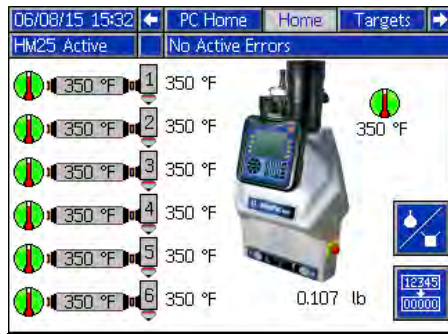 06/08/15 15:32 PC Home Home Targets
HM25 Active No Active Errors
350 °F 1 350 °F
350 °F
350 °F 2 350 °F
350 °F 3 350 °F
350 °F 4 350 °F
350 °F 5 350 °F
12345
00000
350 °F 6 350 °F 0.107 lb